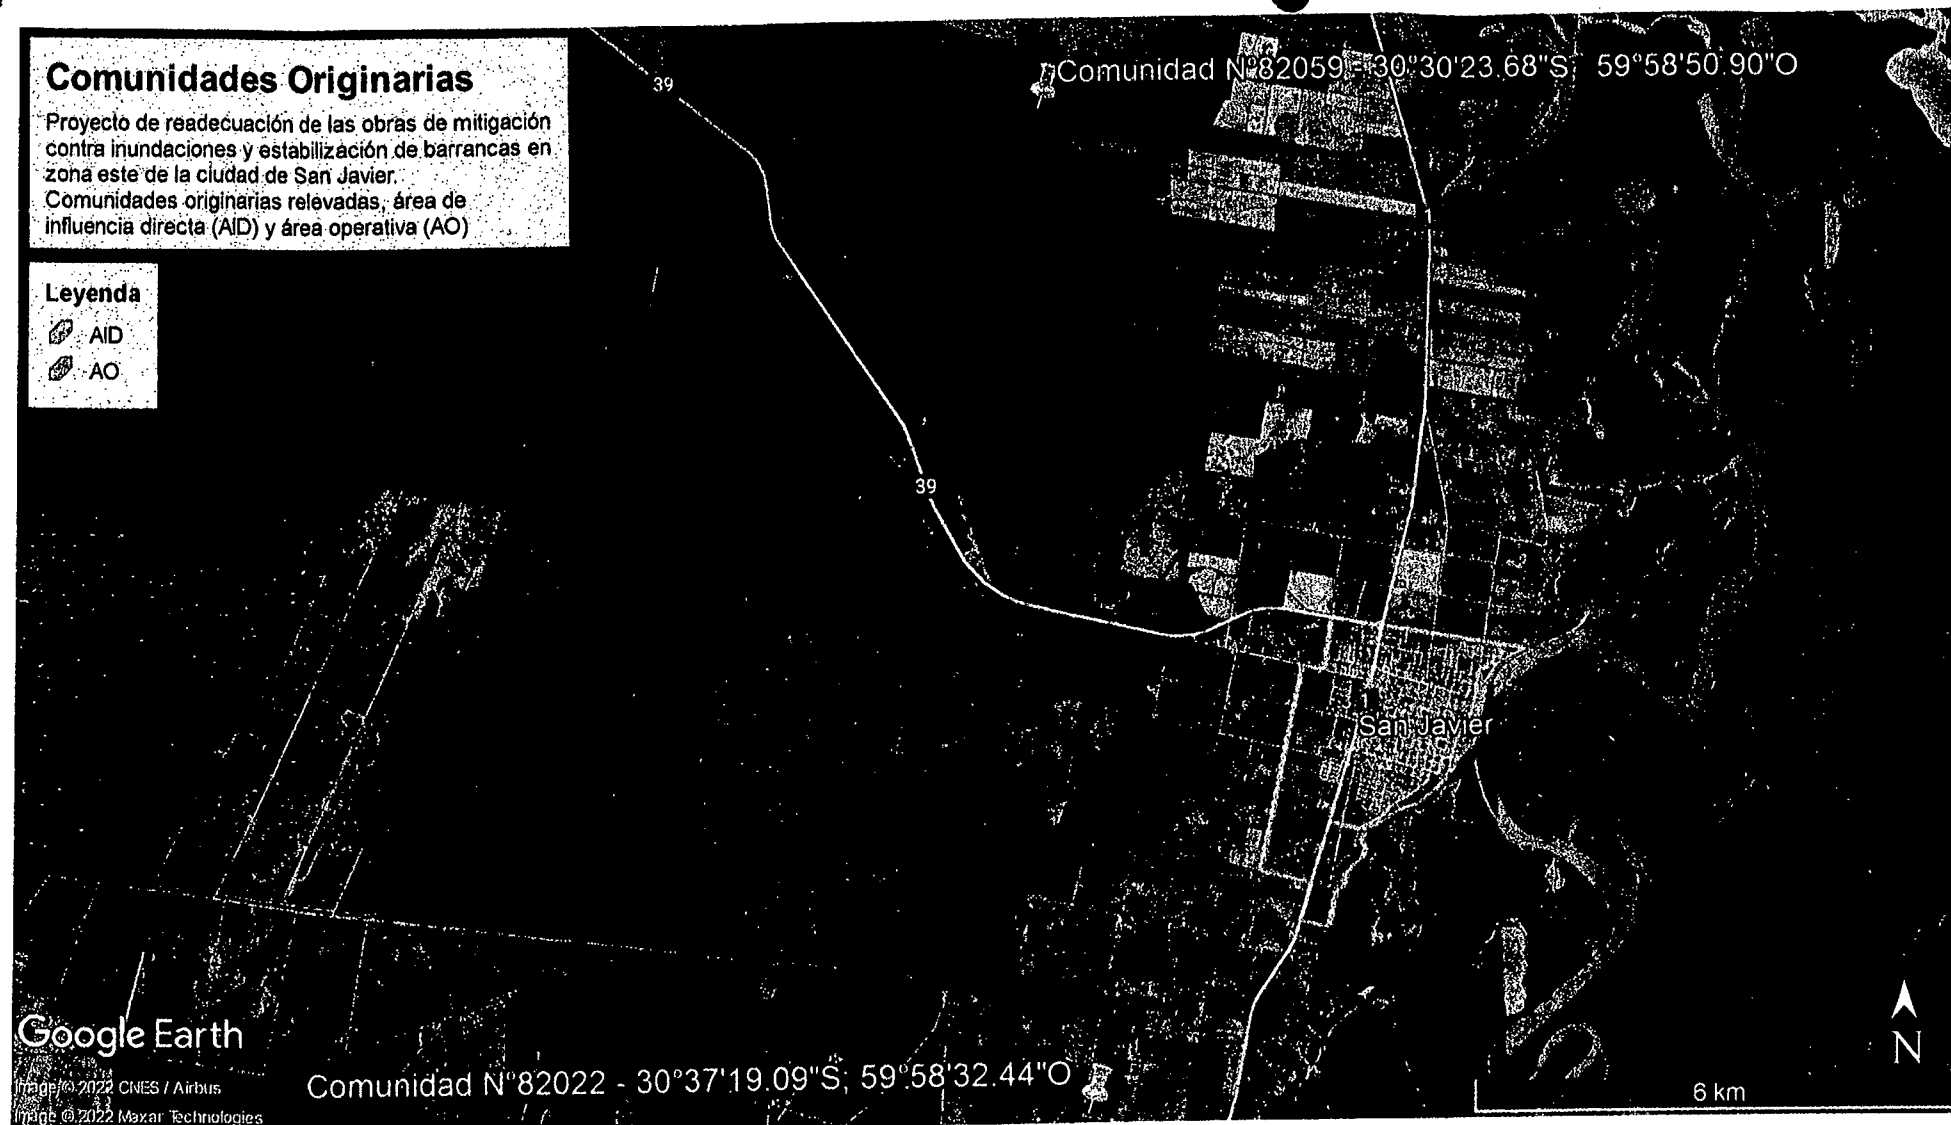 Comunidades Originarias
Proyecto de readecuación de las obras de mitigación
contra inundaciones y estabilización de barrancas en
zona este de la ciudad de San Javier.
Comunidades originarias relevadas, área de
influencia directa (AID) y área operativa (AO)
Leyenda
AID
AO
39
Comunidad N°82059 - 30°30'23.68"S; 59°58'50.90"O
39
San Javier
Google Earth
Image © 2022 CNES / Airbus
Image © 2022 Maxar Technologies
Comunidad N°82022 - 30°37'19.09"S; 59°58'32.44"O
N
6 km